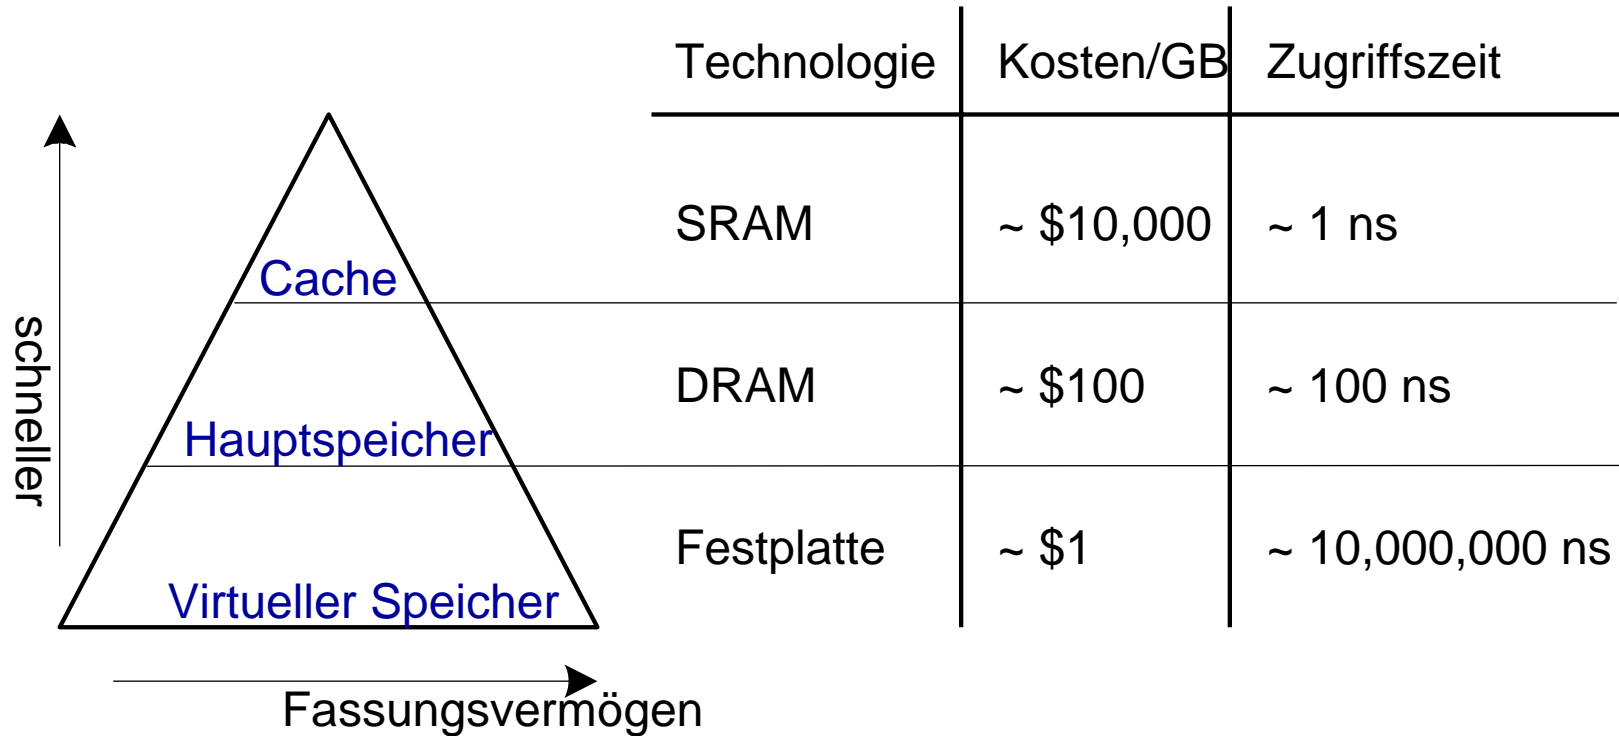 Technologie Kosten/GB Zugriffszeit
SRAM ~ $10,000 ~ 1 ns
Cache
DRAM ~ $100 ~ 100 ns
Hauptspeicher
Festplatte ~ $1 ~ 10,000,000 ns
Virtueller Speicher
schneller
Fassungsvermögen